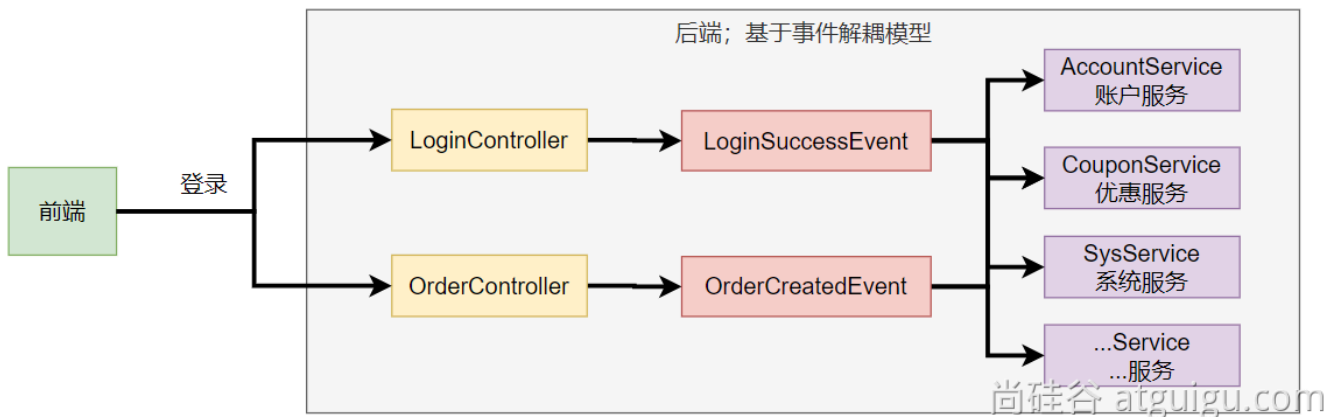 后端；基于事件解耦模型
前端
登录
LoginController
LoginSuccessEvent
OrderController
OrderCreatedEvent
AccountService
账户服务
CouponService
优惠服务
SysService
系统服务
...Service
...服务
尚硅谷 atguigu.com